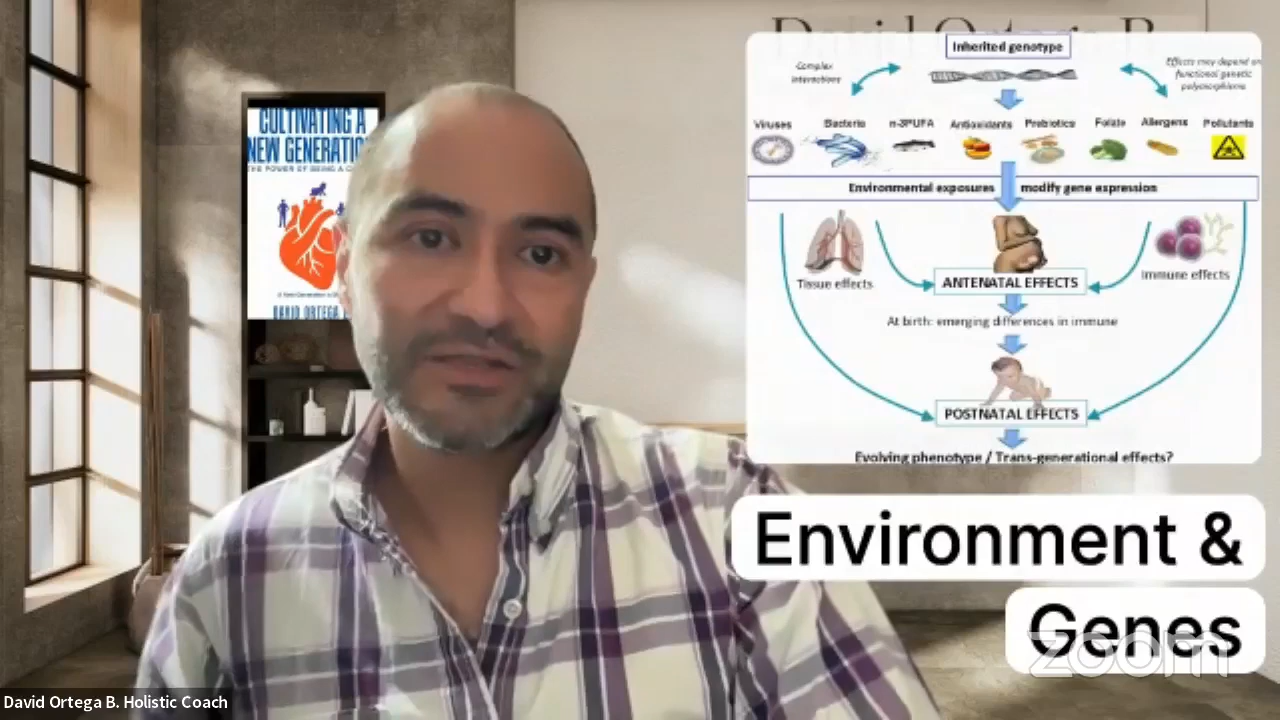 David Ortega B.
CULTIVATING A
NEW GENERATIO
THE POWER OF BEING A
DAVID ORTEGA
Inherited genotype
Complex
interactions
Effects may depend on
functional genetic
polymorphisms
Viruses
Bacteria
n-3PUFA
Antioxidants
Prebiotics
Folate
Allergens
Pollutants
Environmental exposures modify gene expression
Tissue effects
ANTENATAL EFFECTS
Immune effects
At birth: emerging differences in immune
POSTNATAL EFFECTS
Evolving phenotype / Trans-generational effects?
Environment &
Genes
zoom
David Ortega B. Holistic Coach